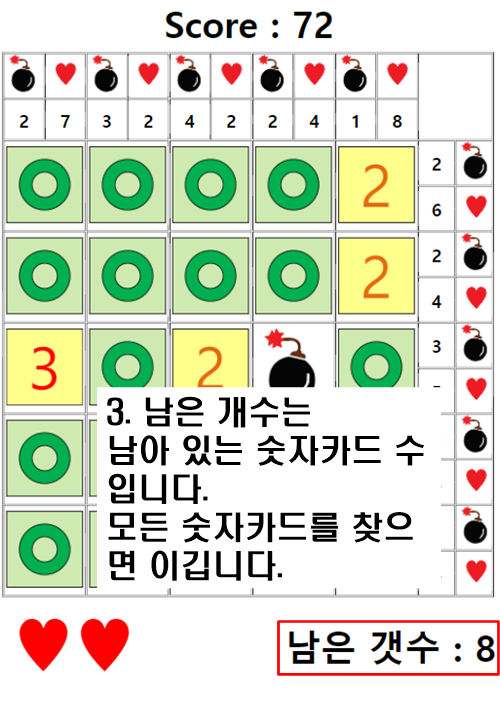 Score : 72
2 7 3 2 4 2 2 4 1 8
2 2
6
2 2
4
3 2 3
3. 남은 개수는
남아 있는 숫자카드 수
입니다.
모든 숫자카드를 찾으
면 이깁니다.
남은 갯수 : 8